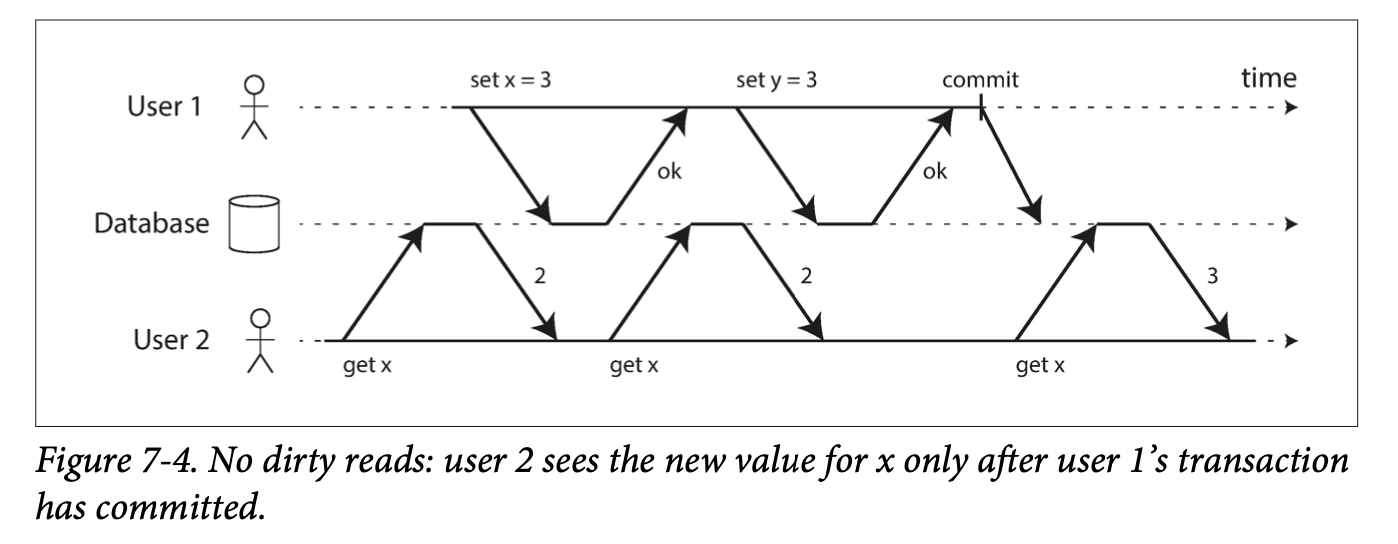 set x = 3
set y = 3
commit
time
User 1
ok
ok
Database
2
2
3
User 2
get x
get x
get x
Figure 7-4. No dirty reads: user 2 sees the new value for x only after user 1’s transaction
has committed.